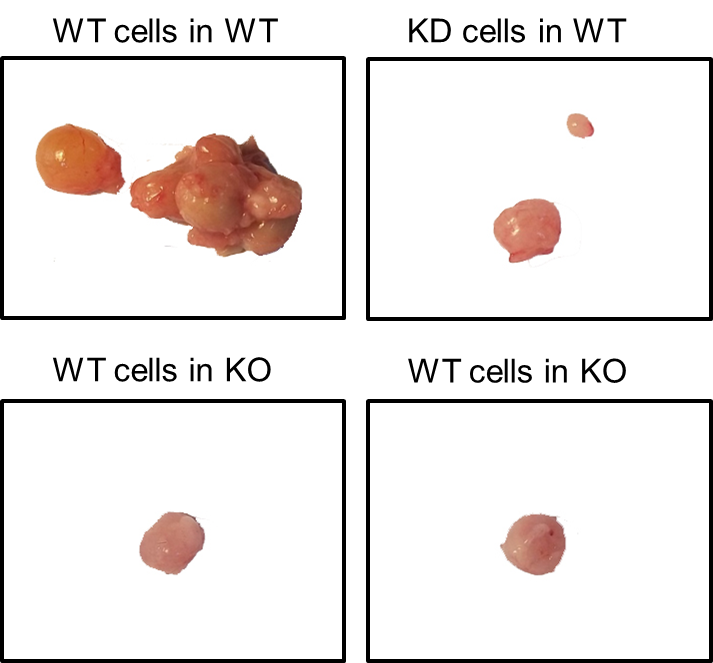 WT cells in WT
KD cells in WT
WT cells in KO
WT cells in KO